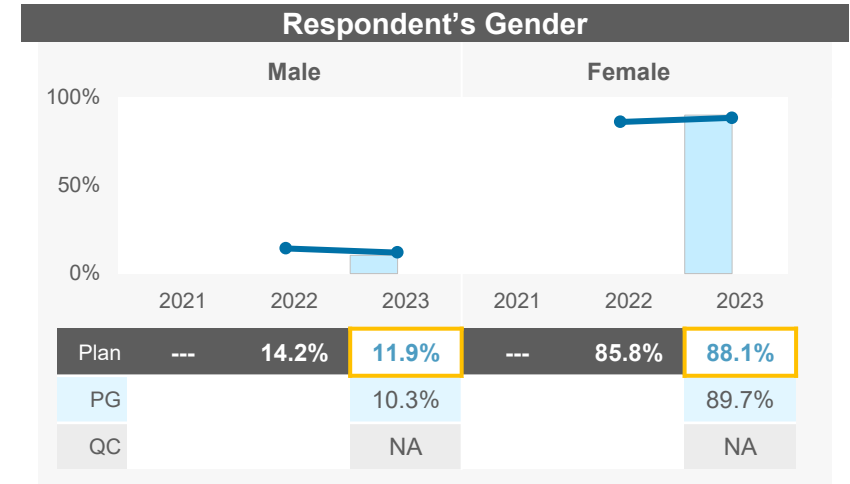 Respondent's Gender
Male Female
100%
50%
0%
2021 2022 2023 2021 2022 2023
Plan --- 14.2% 11.9% --- 85.8% 88.1%
PG 10.3% 89.7%
QC NA NA